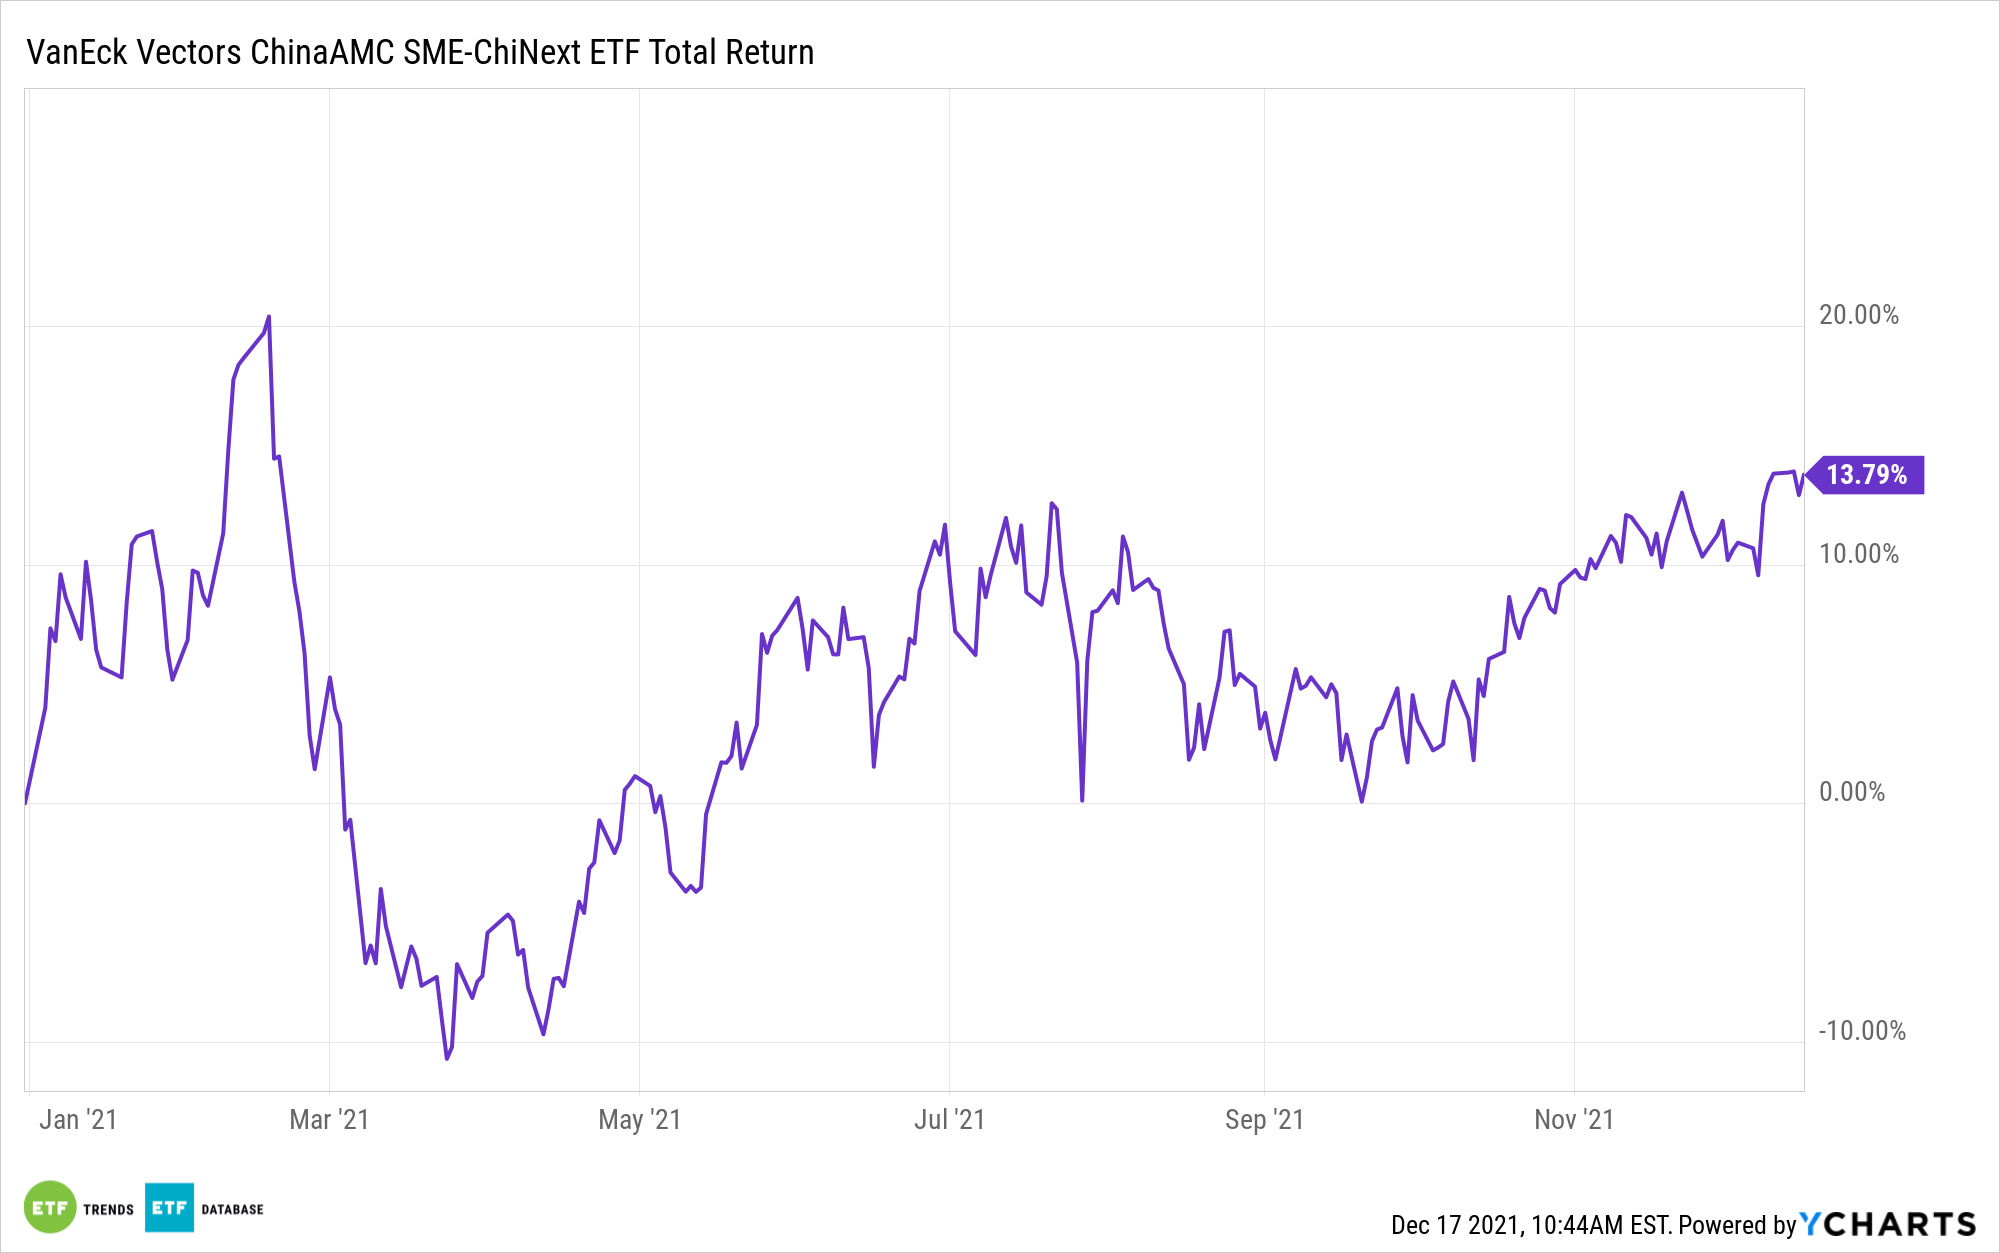 VanEck Vectors ChinaAMC SME-ChiNext ETF Total Return
20.00%
13.79%
10.00%
0.00%
-10.00%
Jan '21 Mar '21 May '21 Jul '21 Sep '21 Nov '21
ETF TRENDS ETF DATABASE
Dec 17 2021, 10:44AM EST. Powered by YCHARTS